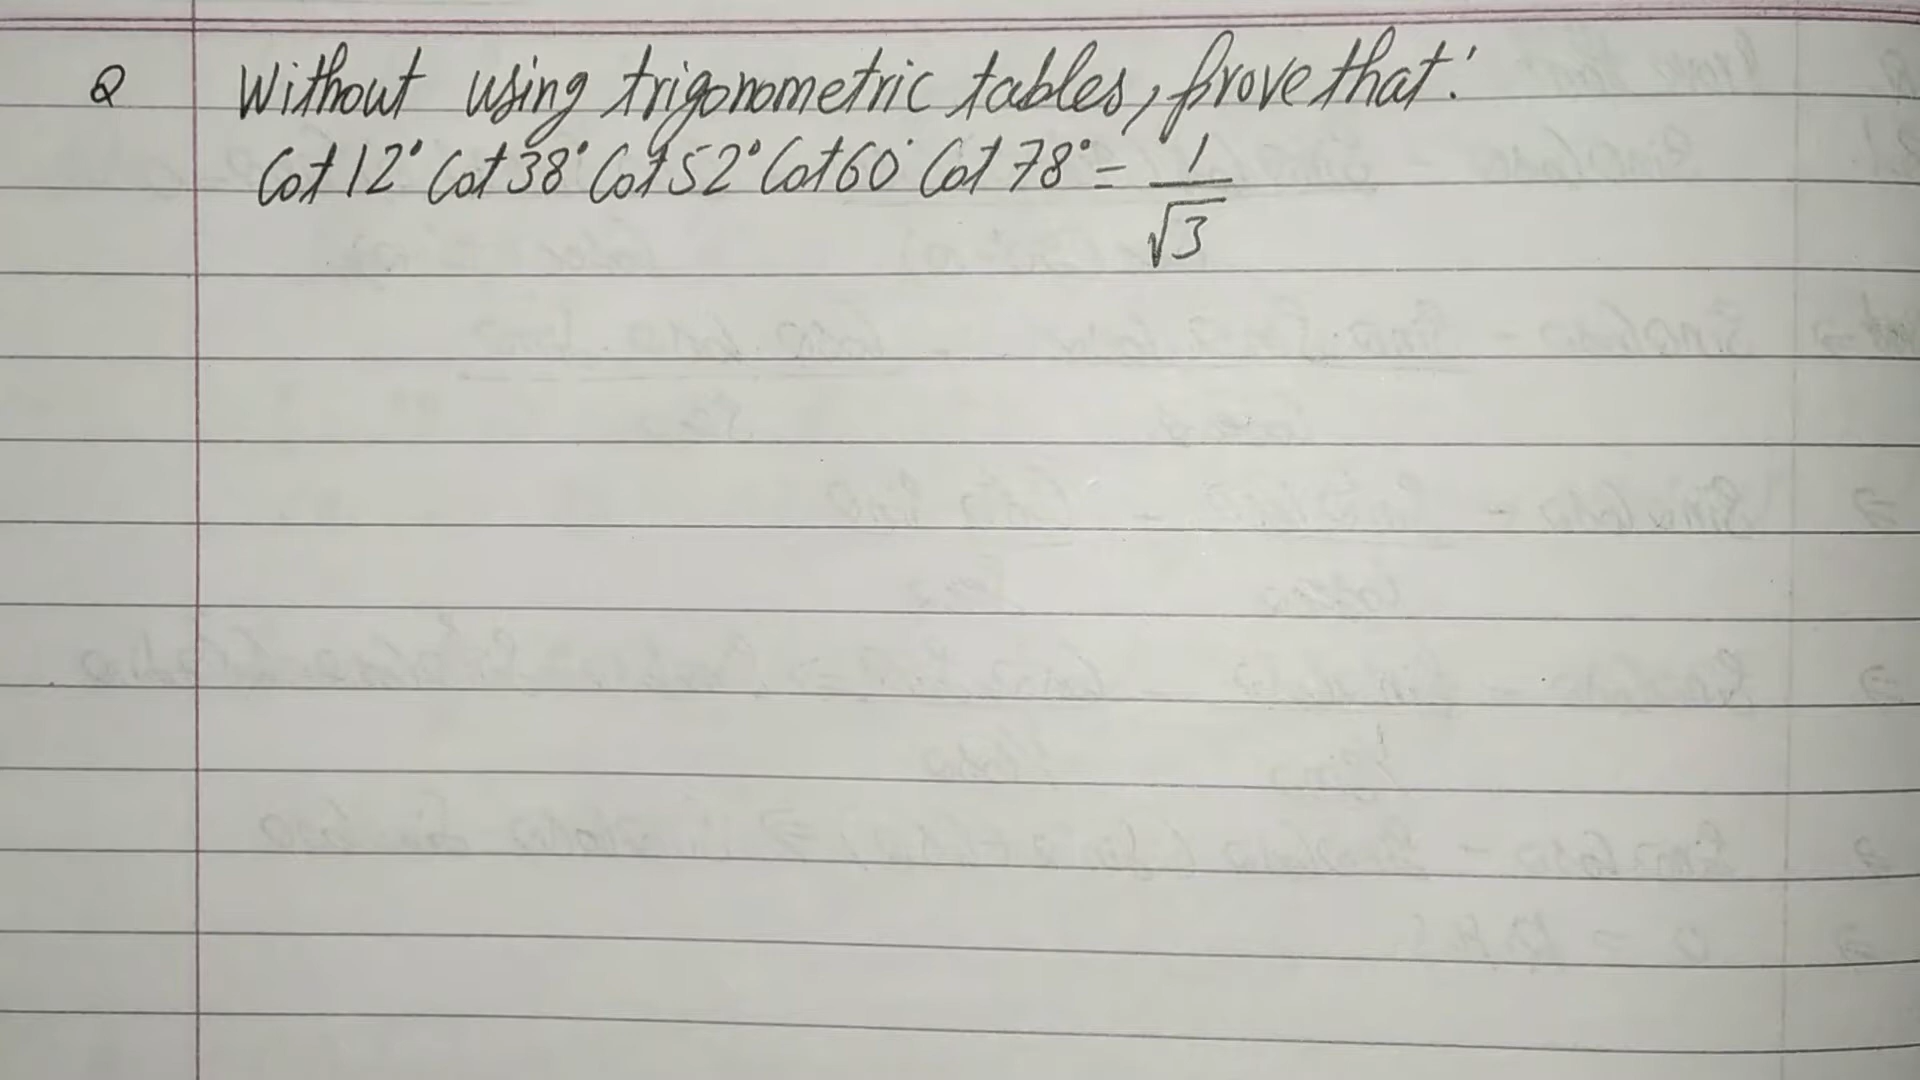 Q Without using trigonometric tables, prove that:
Cot 12° Cot 38° Cot 52° Cot 60° Cot 78° = 1/√3